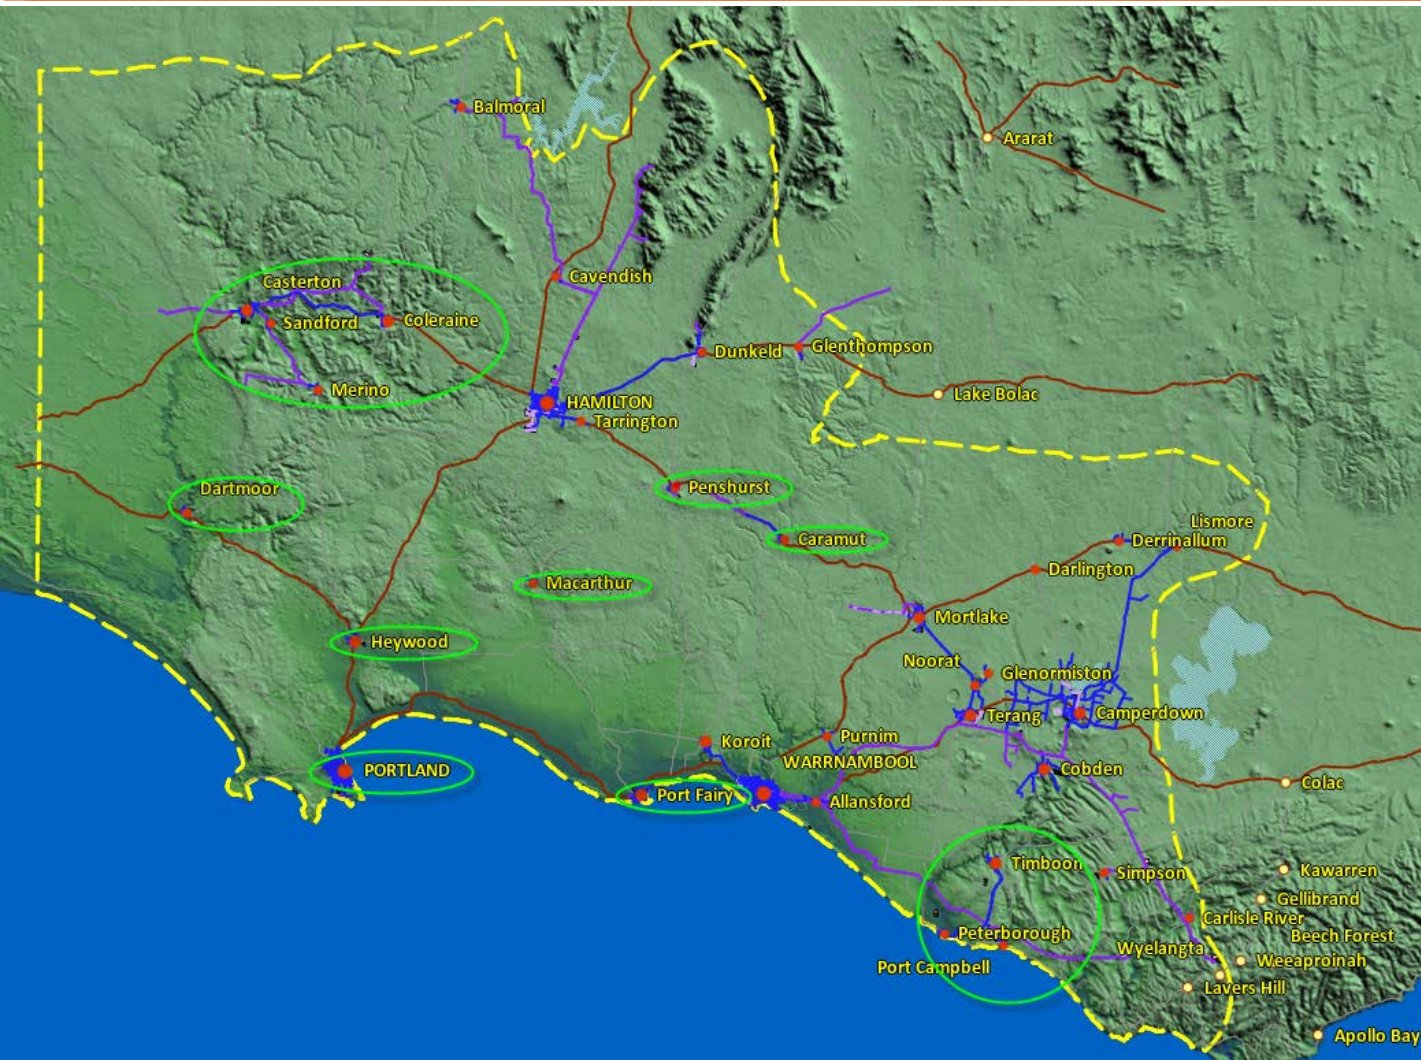 Balmoral
Ararat
Cavendish
Casterton
Sandford
Coleraine
Merino
Dunkeld
Glenthompson
Lake Bolac
HAMILTON
Tarrington
Dartmoor
Penshurst
Caramut
Lismore
Derrinallum
Darlington
Macarthur
Mortlake
Heywood
Noorat
Glenormiston
Terang
Camperdown
Koroit
Purnim
WARRNAMBOOL
PORTLAND
Cobden
Colac
Port Fairy
Allansford
Timboon
Simpson
Kawarren
Gellibrand
Carlisle River
Peterborough
Beech Forest
Wyelangta
Weeaproinah
Port Campbell
Lavers Hill
Apollo Bay